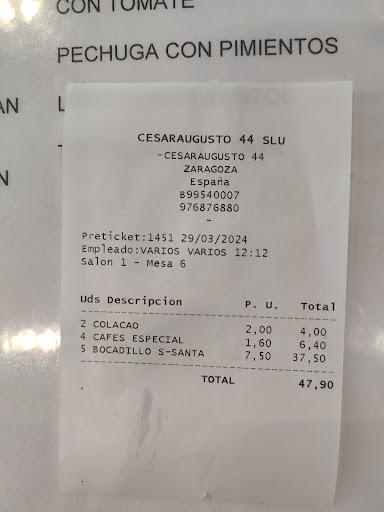 CON TOMATE
PECHUGA CON PIMIENTOS
AN
N
CESARAUGUSTO 44 SLU
-CESARAUGUSTO 44
ZARAGOZA
España
B99540007
976876880
-
Preticket:1451 29/03/2024
Empleado:VARIOS VARIOS 12:12
Salon 1 - Mesa 6
Uds Descripcion P. U. Total
2 COLACAO 2,00 4,00
4 CAFES ESPECIAL 1,60 6,40
5 BOCADILLO S-SANTA 7,50 37,50
TOTAL 47,90